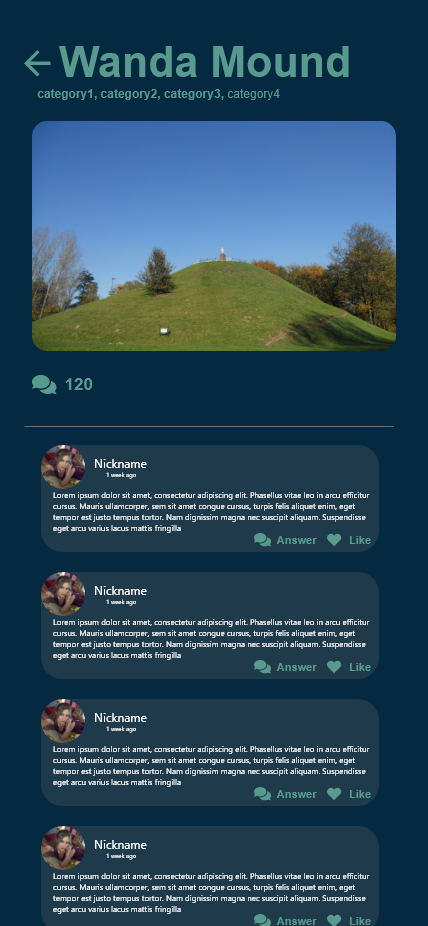 Wanda Mound
category1, category2, category3, category4
120
Nickname
1 week ago
Lorem ipsum dolor sit amet, consectetur adipiscing elit. Phasellus vitae leo in arcu efficitur
cursus. Mauris ullamcorper, sem sit amet congue cursus, turpis felis aliquet enim, eget
tempor est justo tempus tortor. Nam dignissim magna nec suscipit aliquam. Suspendisse
eget arcu varius lacus mattis fringilla
Answer Like
Nickname
1 week ago
Lorem ipsum dolor sit amet, consectetur adipiscing elit. Phasellus vitae leo in arcu efficitur
cursus. Mauris ullamcorper, sem sit amet congue cursus, turpis felis aliquet enim, eget
tempor est justo tempus tortor. Nam dignissim magna nec suscipit aliquam. Suspendisse
eget arcu varius lacus mattis fringilla
Answer Like
Nickname
1 week ago
Lorem ipsum dolor sit amet, consectetur adipiscing elit. Phasellus vitae leo in arcu efficitur
cursus. Mauris ullamcorper, sem sit amet congue cursus, turpis felis aliquet enim, eget
tempor est justo tempus tortor. Nam dignissim magna nec suscipit aliquam. Suspendisse
eget arcu varius lacus mattis fringilla
Answer Like
Nickname
1 week ago
Lorem ipsum dolor sit amet, consectetur adipiscing elit. Phasellus vitae leo in arcu efficitur
cursus. Mauris ullamcorper, sem sit amet congue cursus, turpis felis aliquet enim, eget
tempor est justo tempus tortor. Nam dignissim magna nec suscipit aliquam. Suspendisse
eget arcu varius lacus mattis fringilla
Answer Like